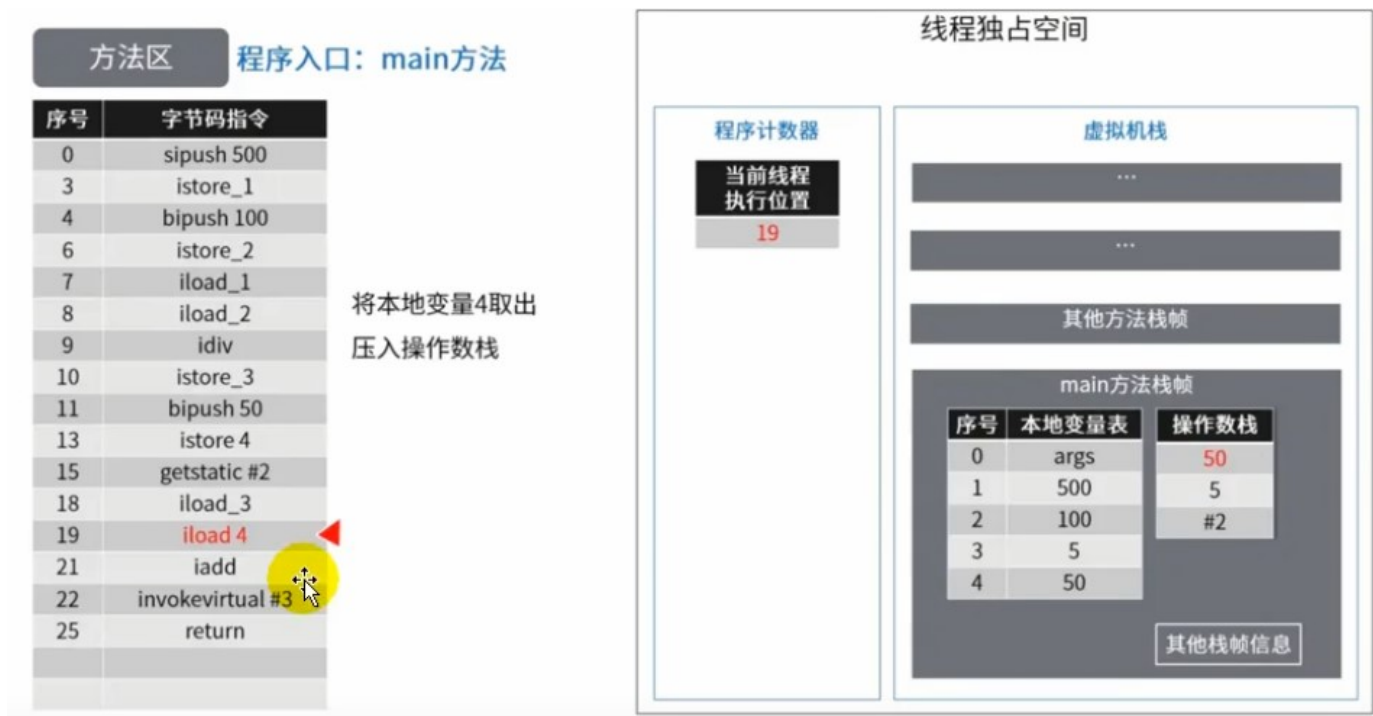 方法区 程序入口：main方法
序号 字节码指令
0 sipush 500
3 istore_1
4 bipush 100
6 istore_2
7 iload_1
8 iload_2
9 idiv
10 istore_3
11 bipush 50
13 istore 4
15 getstatic #2
18 iload_3
19 iload 4
21 iadd
22 invokevirtual #3
25 return
将本地变量4取出
压入操作数栈
线程独占空间
程序计数器
当前线程
执行位置
19
虚拟机栈
...
...
其他方法栈帧
main方法栈帧
序号 本地变量表 操作数栈
0 args 50
1 500 5
2 100 #2
3 5
4 50
其他栈帧信息